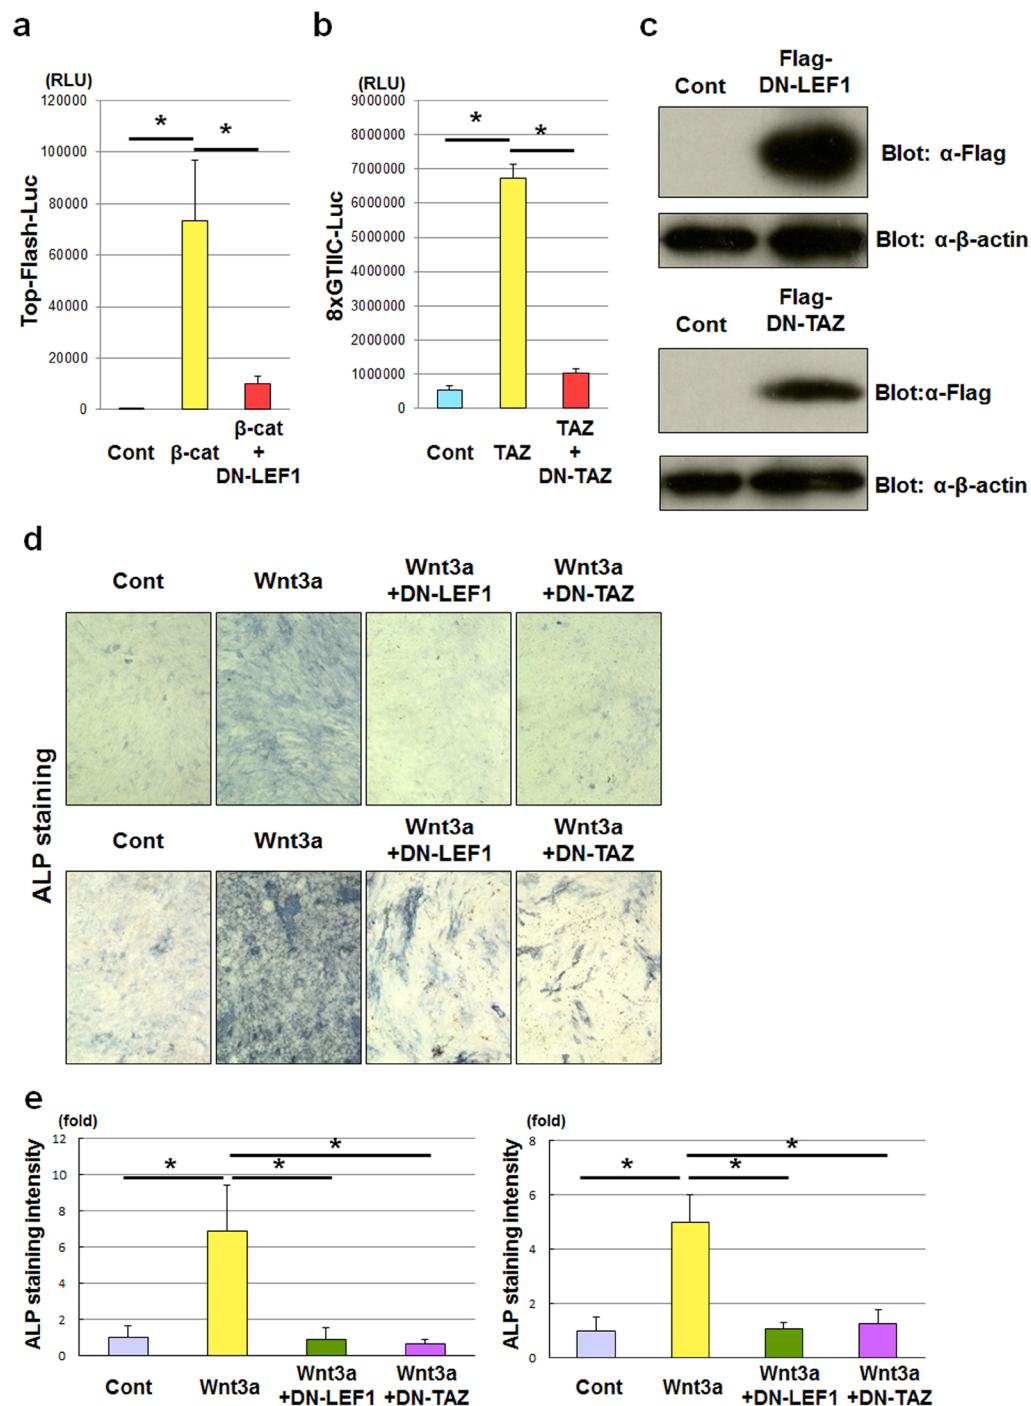 a
(RLU)
120000
100000
80000
60000
40000
20000
0
Top-Flash-Luc
*
*
Cont
β-cat
β-cat
+
DN-LEF1
b
(RLU)
9000000
8000000
7000000
6000000
5000000
4000000
3000000
2000000
1000000
0
8xGTIIC-Luc
*
*
Cont
TAZ
TAZ
+
DN-TAZ
c
Cont
Flag-
DN-LEF1
Blot: α-Flag
Blot: α-β-actin
Cont
Flag-
DN-TAZ
Blot:α-Flag
Blot: α-β-actin
d
ALP staining
Cont
Wnt3a
Wnt3a
+DN-LEF1
Wnt3a
+DN-TAZ
Cont
Wnt3a
Wnt3a
+DN-LEF1
Wnt3a
+DN-TAZ
e
(fold)
12
10
8
6
4
2
0
ALP staining intensity
*
*
*
Cont
Wnt3a
Wnt3a
+DN-LEF1
Wnt3a
+DN-TAZ
(fold)
8
6
4
2
0
ALP staining intensity
*
*
*
Cont
Wnt3a
Wnt3a
+DN-LEF1
Wnt3a
+DN-TAZ